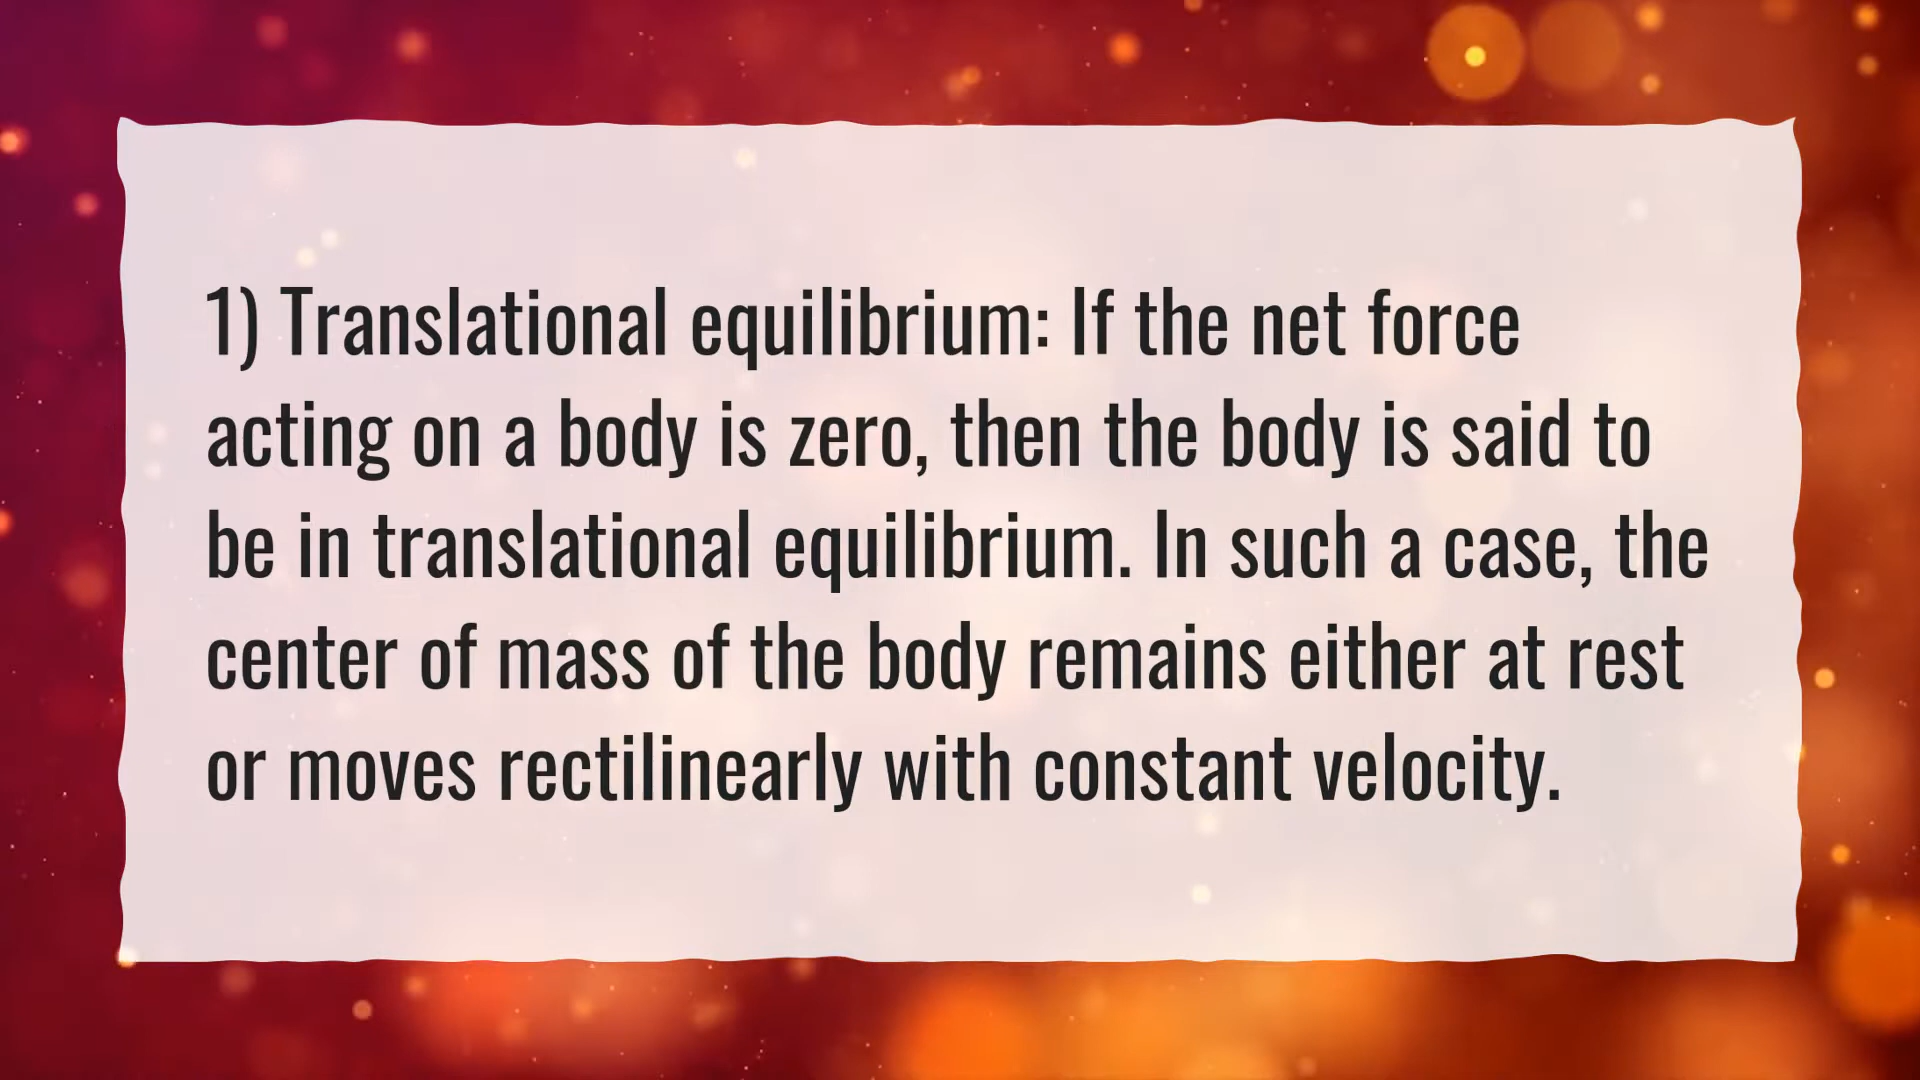 1) Translational equilibrium: If the net force
acting on a body is zero, then the body is said to
be in translational equilibrium. In such a case, the
center of mass of the body remains either at rest
or moves rectilinearly with constant velocity.